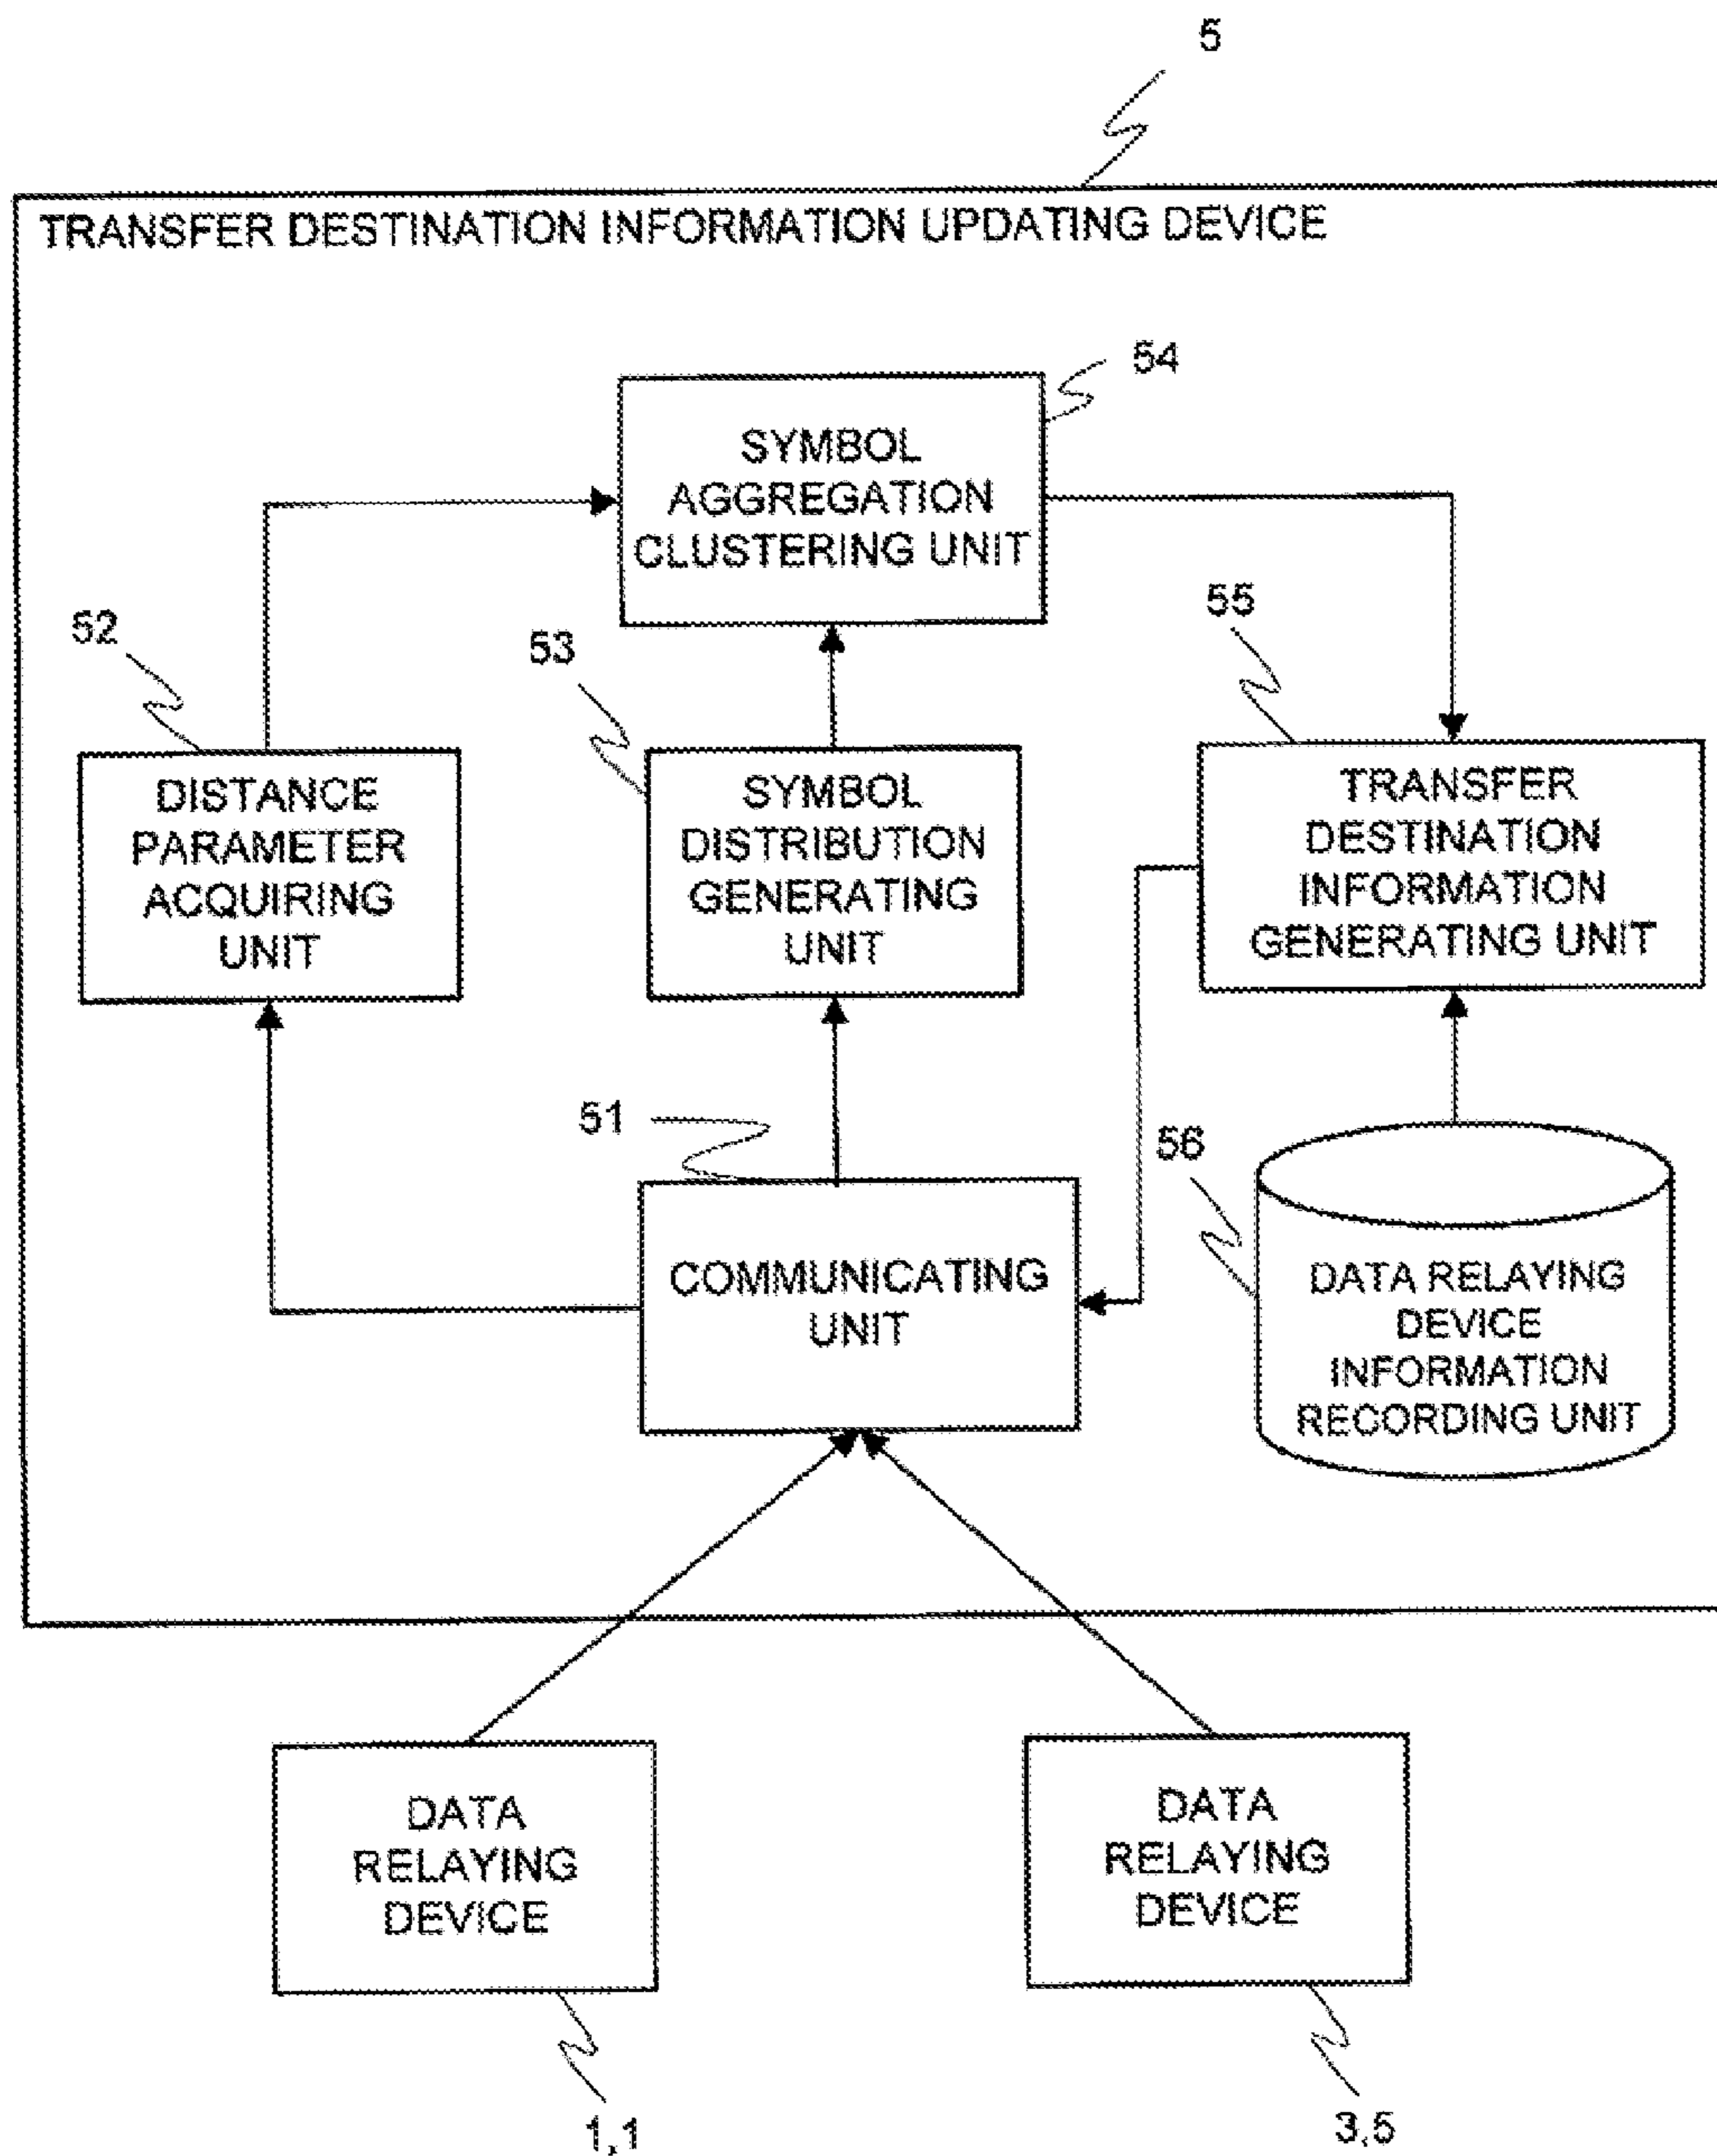 5
TRANSFER DESTINATION INFORMATION UPDATING DEVICE
54
SYMBOL
AGGREGATION
CLUSTERING UNIT
52
53
55
DISTANCE
PARAMETER
ACQUIRING
UNIT
SYMBOL
DISTRIBUTION
GENERATING
UNIT
TRANSFER
DESTINATION
INFORMATION
GENERATING UNIT
51
56
COMMUNICATING
UNIT
DATA RELAYING
DEVICE
INFORMATION
RECORDING UNIT
DATA
RELAYING
DEVICE
DATA
RELAYING
DEVICE
1,1
3,5